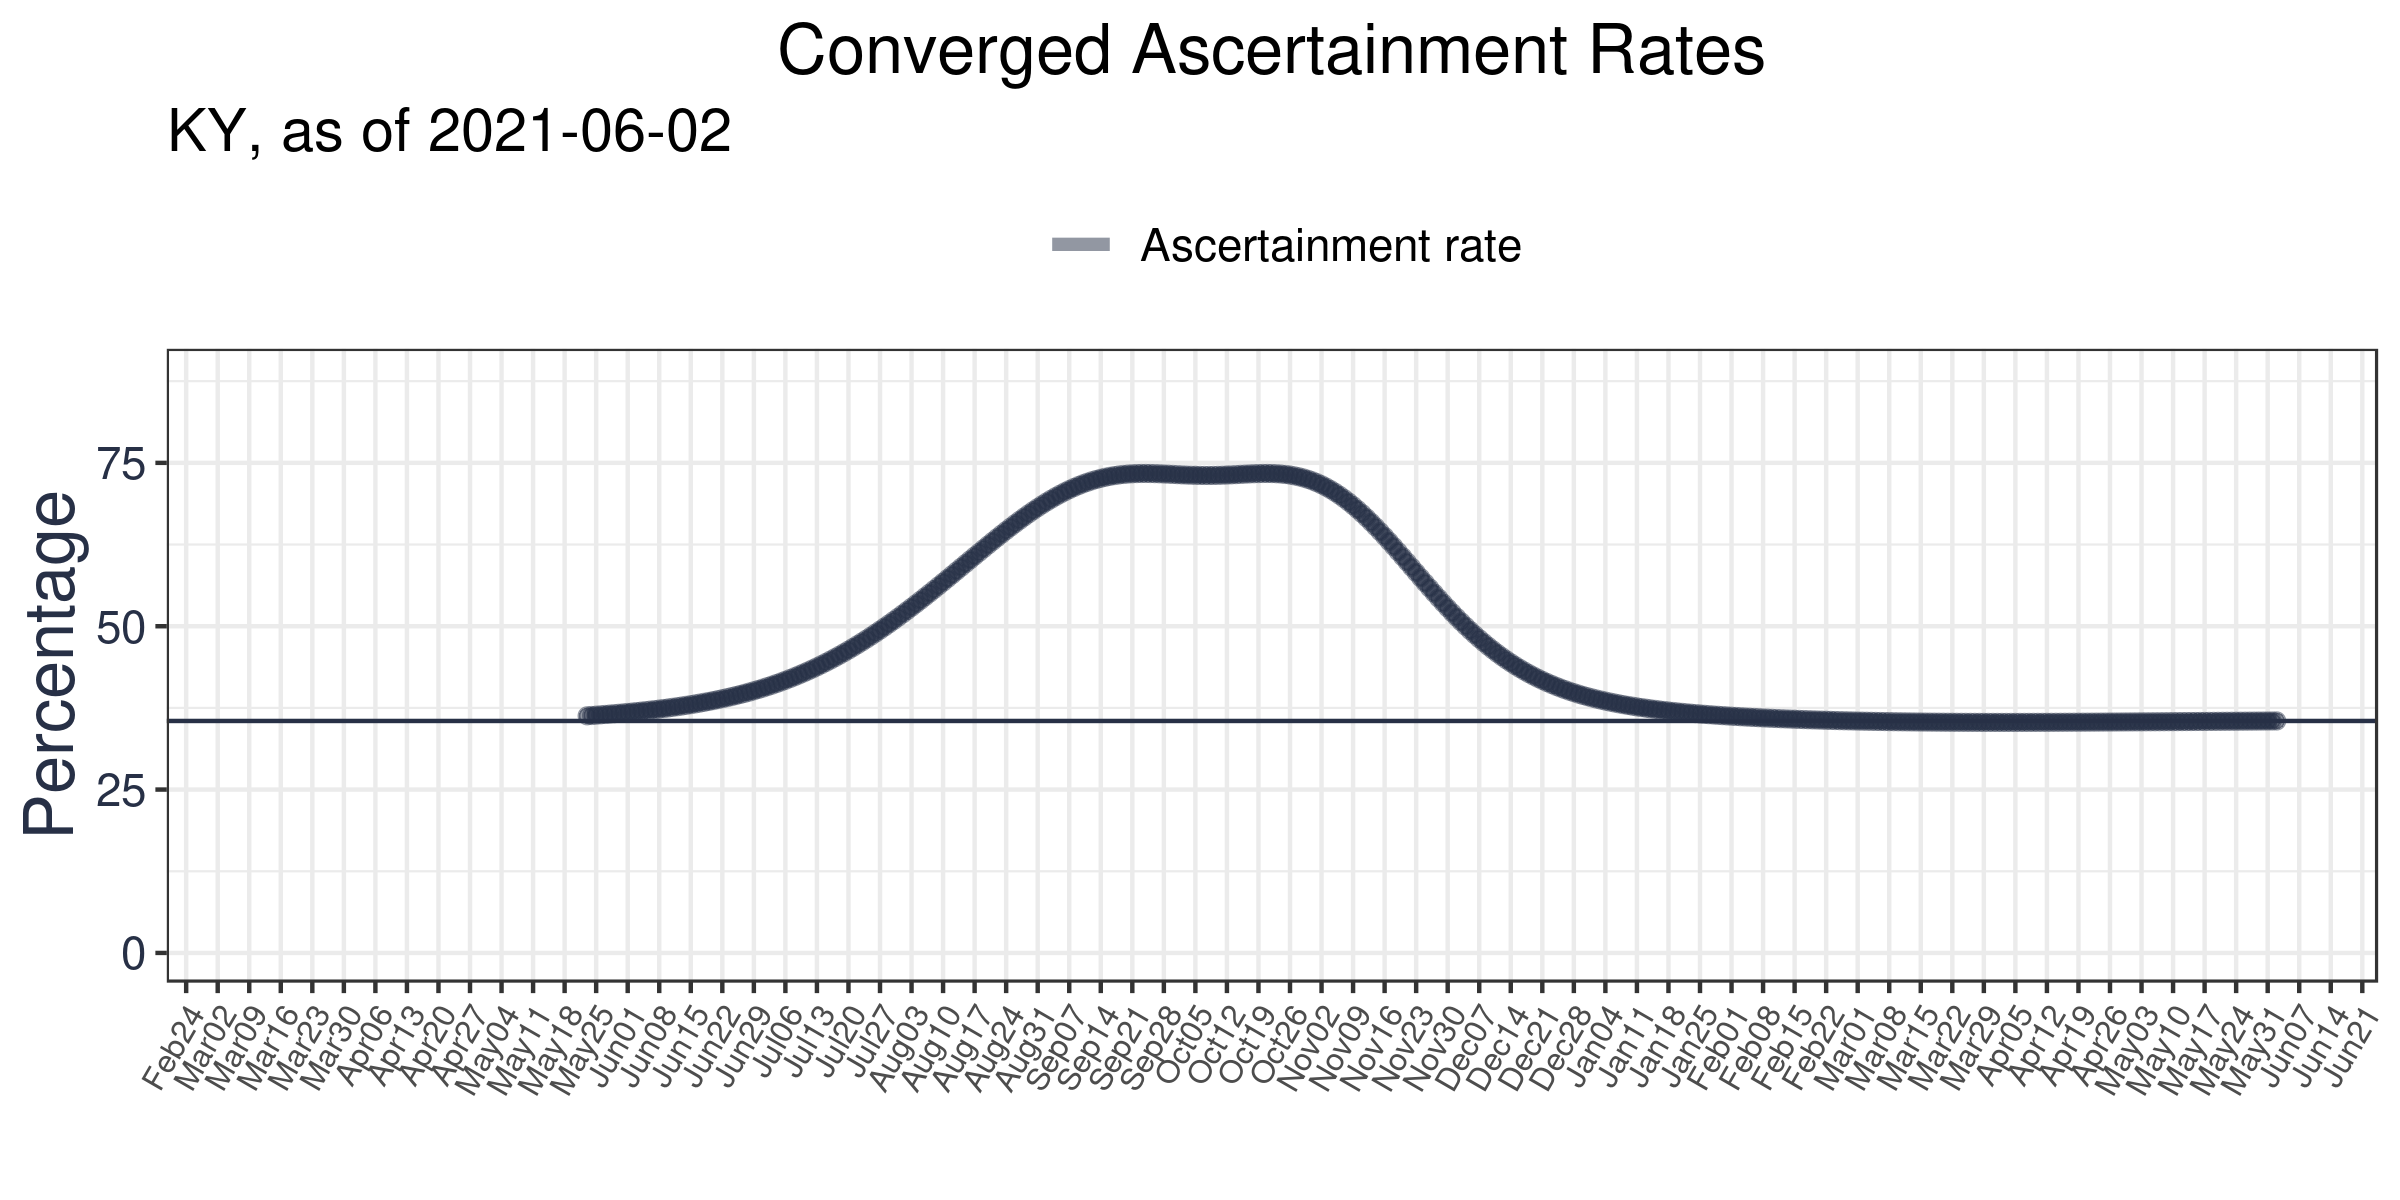 Converged Ascertainment Rates
KY, as of 2021-06-02
Ascertainment rate
Percentage
75
50
25
0
Feb24
Mar02
Mar09
Mar16
Mar23
Mar30
Apr06
Apr13
Apr20
Apr27
May04
May11
May18
May25
Jun01
Jun08
Jun15
Jun22
Jun29
Jul06
Jul13
Jul20
Jul27
Aug03
Aug10
Aug17
Aug24
Aug31
Sep07
Sep14
Sep21
Sep28
Oct05
Oct12
Oct19
Oct26
Nov02
Nov09
Nov16
Nov23
Nov30
Dec07
Dec14
Dec21
Dec28
Jan04
Jan11
Jan18
Jan25
Feb01
Feb08
Feb15
Feb22
Mar01
Mar08
Mar15
Mar22
Mar29
Apr05
Apr12
Apr19
Apr26
May03
May10
May17
May24
May31
Jun07
Jun14
Jun21